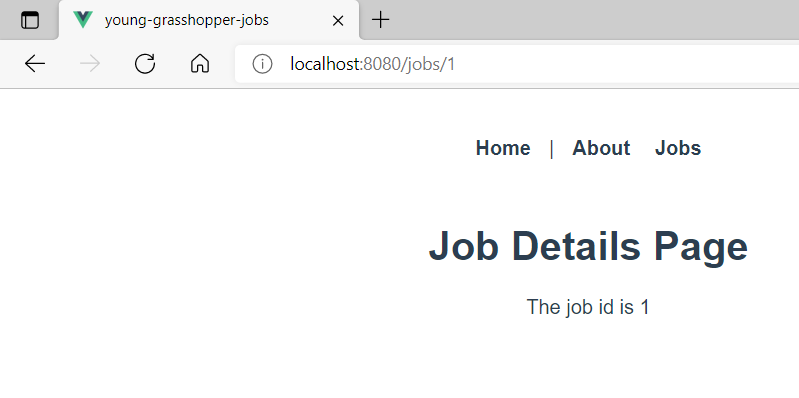 young-grasshopper-jobs
localhost:8080/jobs/1
Home | About Jobs
Job Details Page
The job id is 1